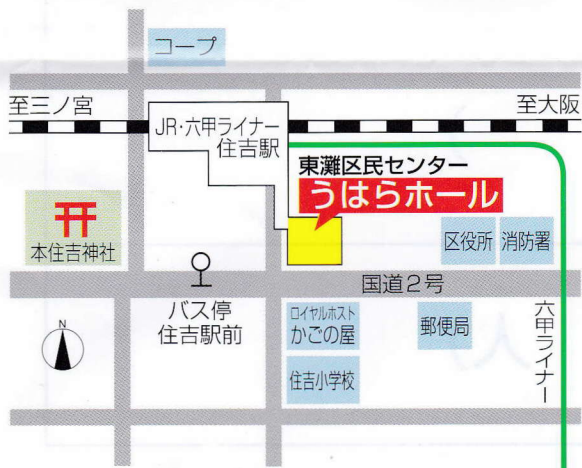 コープ
至三ノ宮
至大阪
JR・六甲ライナー
住吉駅
東灘区民センター
うはらホール
本住吉神社
区役所
消防署
国道2号
バス停
住吉駅前
ロイヤルホスト
かごの屋
郵便局
六甲ライナー
住吉小学校
N